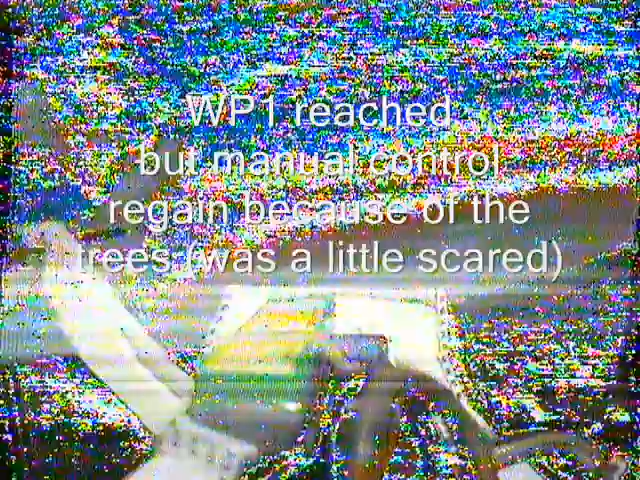 WP1 reached
but manual control
regain because of the
trees (was a little scared)